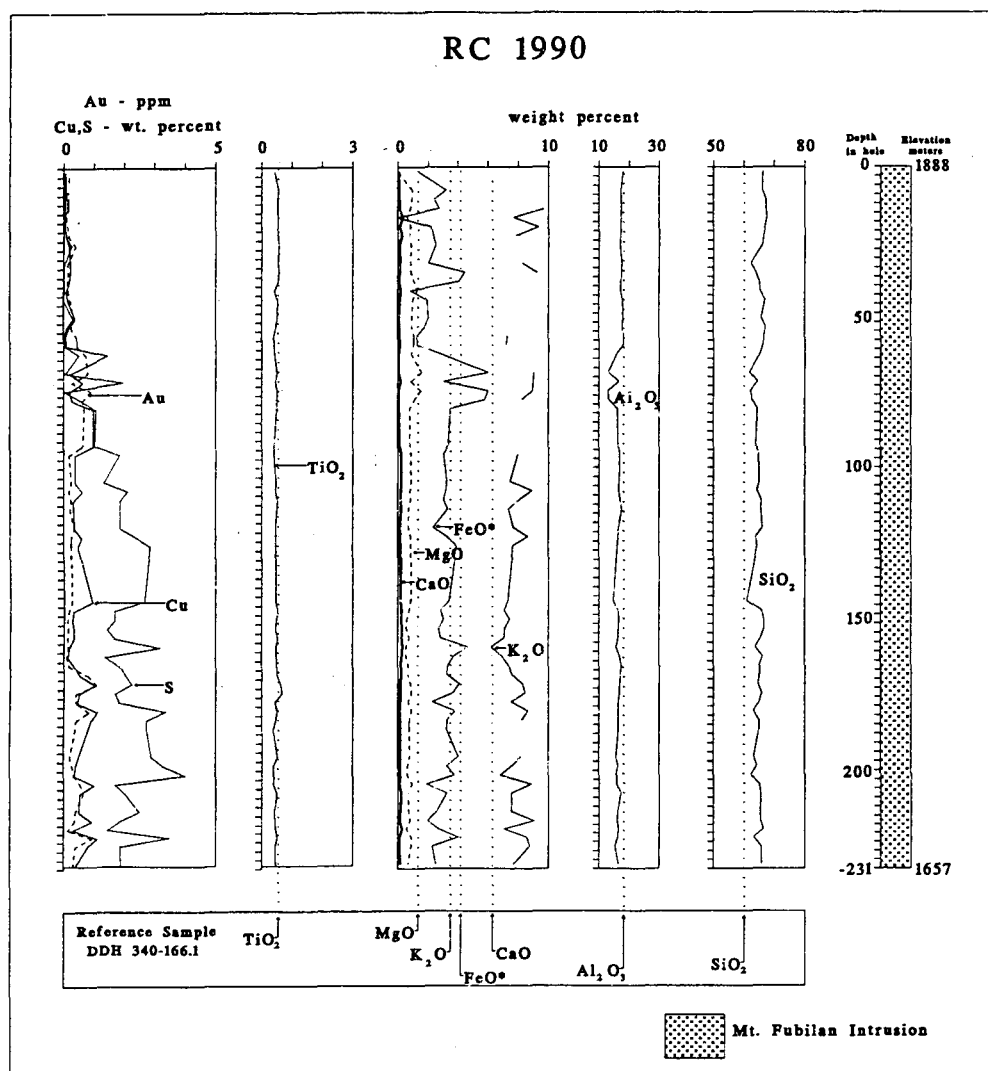 RC 1990
Au - ppm
Cu,S - wt. percent
weight percent
Depth in hole
Elevation meters
0 5
0 3
0 10
10 30
50 80
0 1888
50
100
150
200
-231 1657
Au
Cu
S
TiO₂
FeO*
MgO
CaO
K₂O
Al₂O₃
SiO₂
Reference Sample
DDH 340-166.1
TiO₂
MgO
K₂O
FeO*
CaO
Al₂O₃
SiO₂
Mt. Fubilan Intrusion